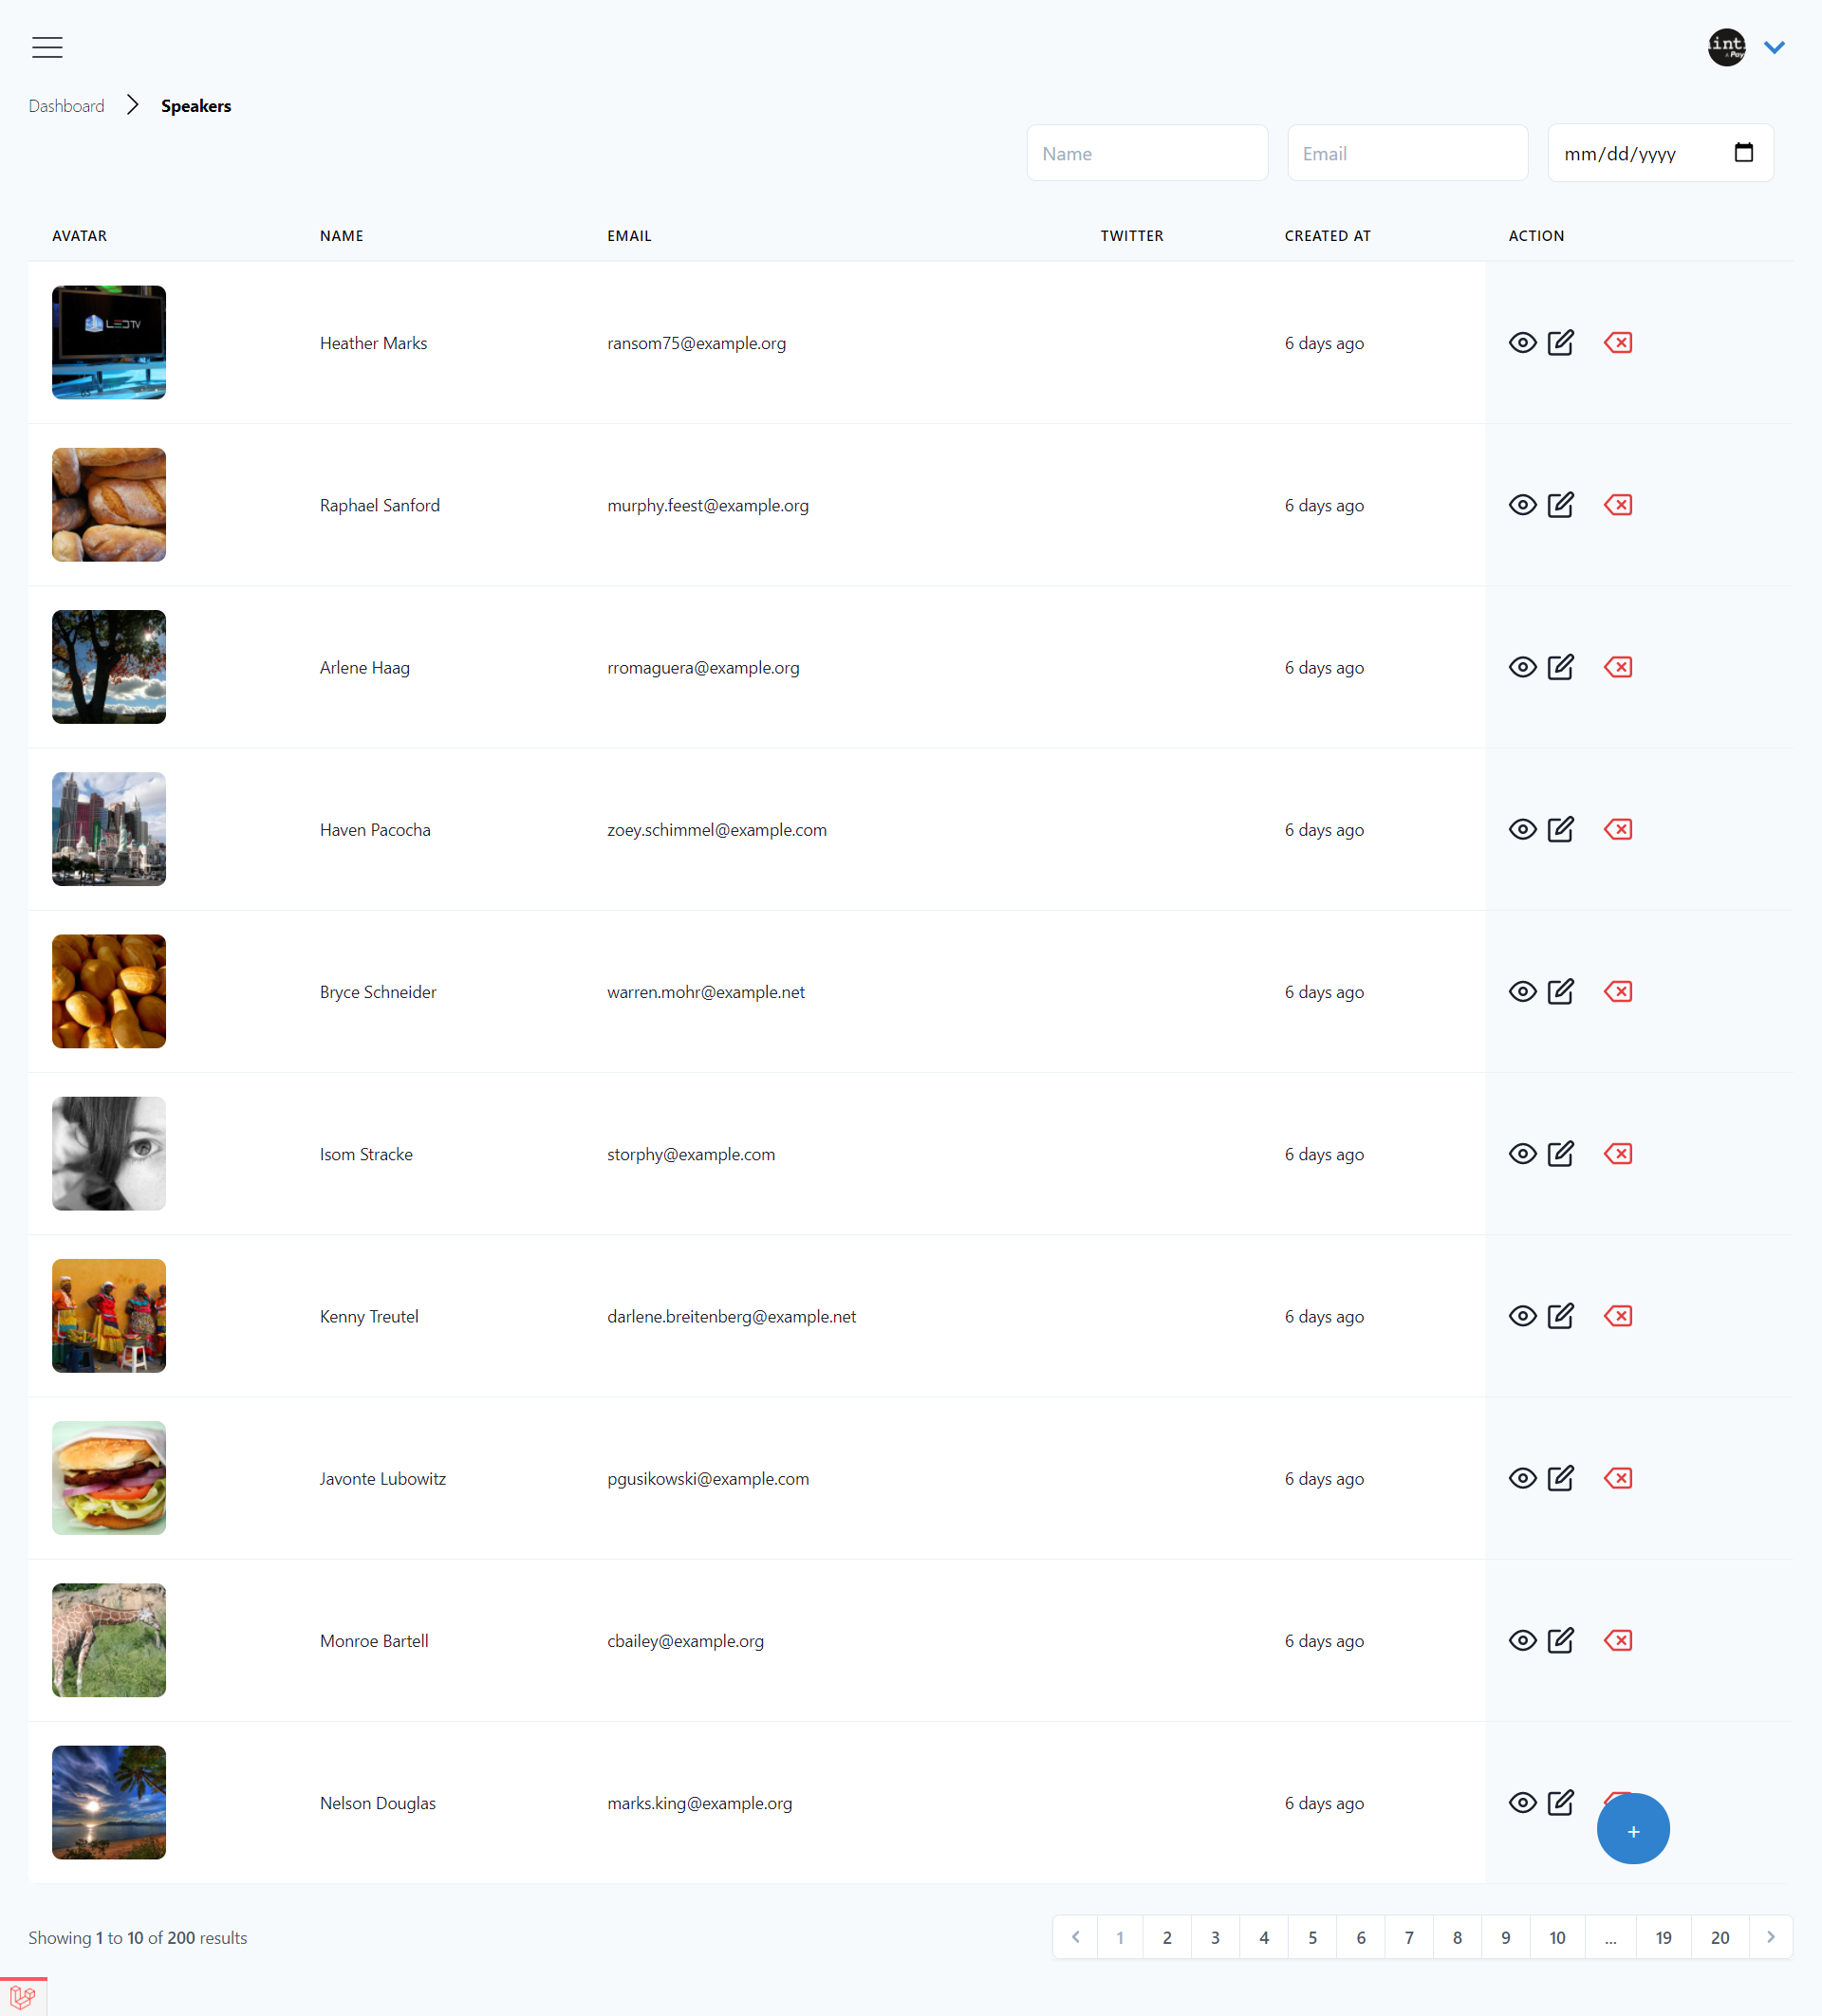 Dashboard Speakers
Name Email mm/dd/yyyy
AVATAR NAME EMAIL TWITTER CREATED AT ACTION
LED TV
Heather Marks ransom75@example.org 6 days ago
Raphael Sanford murphy.feest@example.org 6 days ago
Arlene Haag rromaguera@example.org 6 days ago
Haven Pacocha zoey.schimmel@example.com 6 days ago
Bryce Schneider warren.mohr@example.net 6 days ago
Isom Stracke storphy@example.com 6 days ago
Kenny Treutel darlene.breitenberg@example.net 6 days ago
Javonte Lubowitz pgusikowski@example.com 6 days ago
Monroe Bartell cbailey@example.org 6 days ago
Nelson Douglas marks.king@example.org 6 days ago
+
Showing 1 to 10 of 200 results
1 2 3 4 5 6 7 8 9 10 ... 19 20